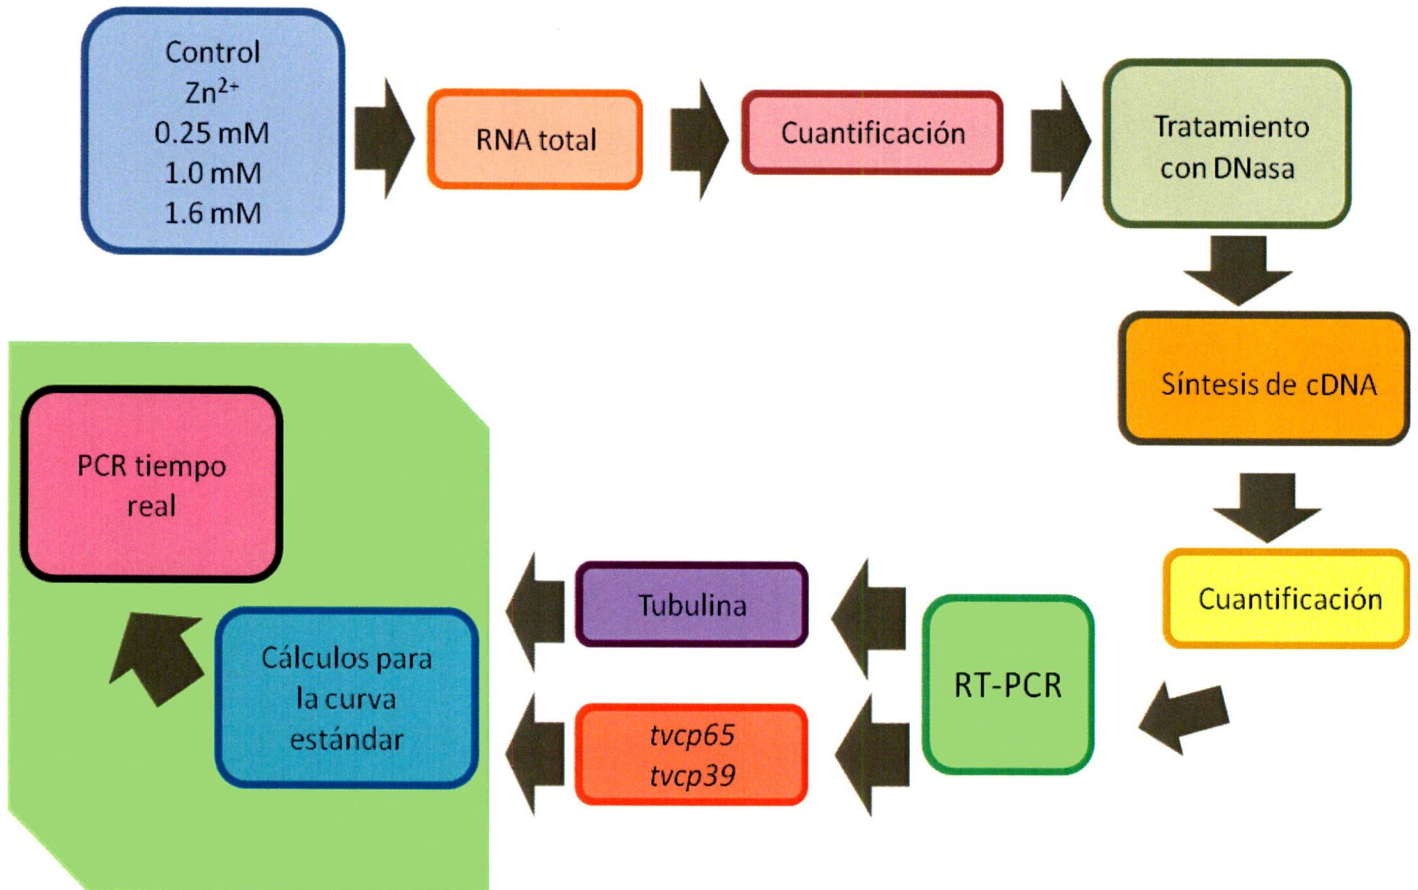 Control
Zn²⁺
0.25 mM
1.0 mM
1.6 mM
RNA total
Cuantificación
Tratamiento
con DNasa
Síntesis de cDNA
Cuantificación
RT-PCR
Tubulina
tvcp65
tvcp39
Cálculos para
la curva
estándar
PCR tiempo
real